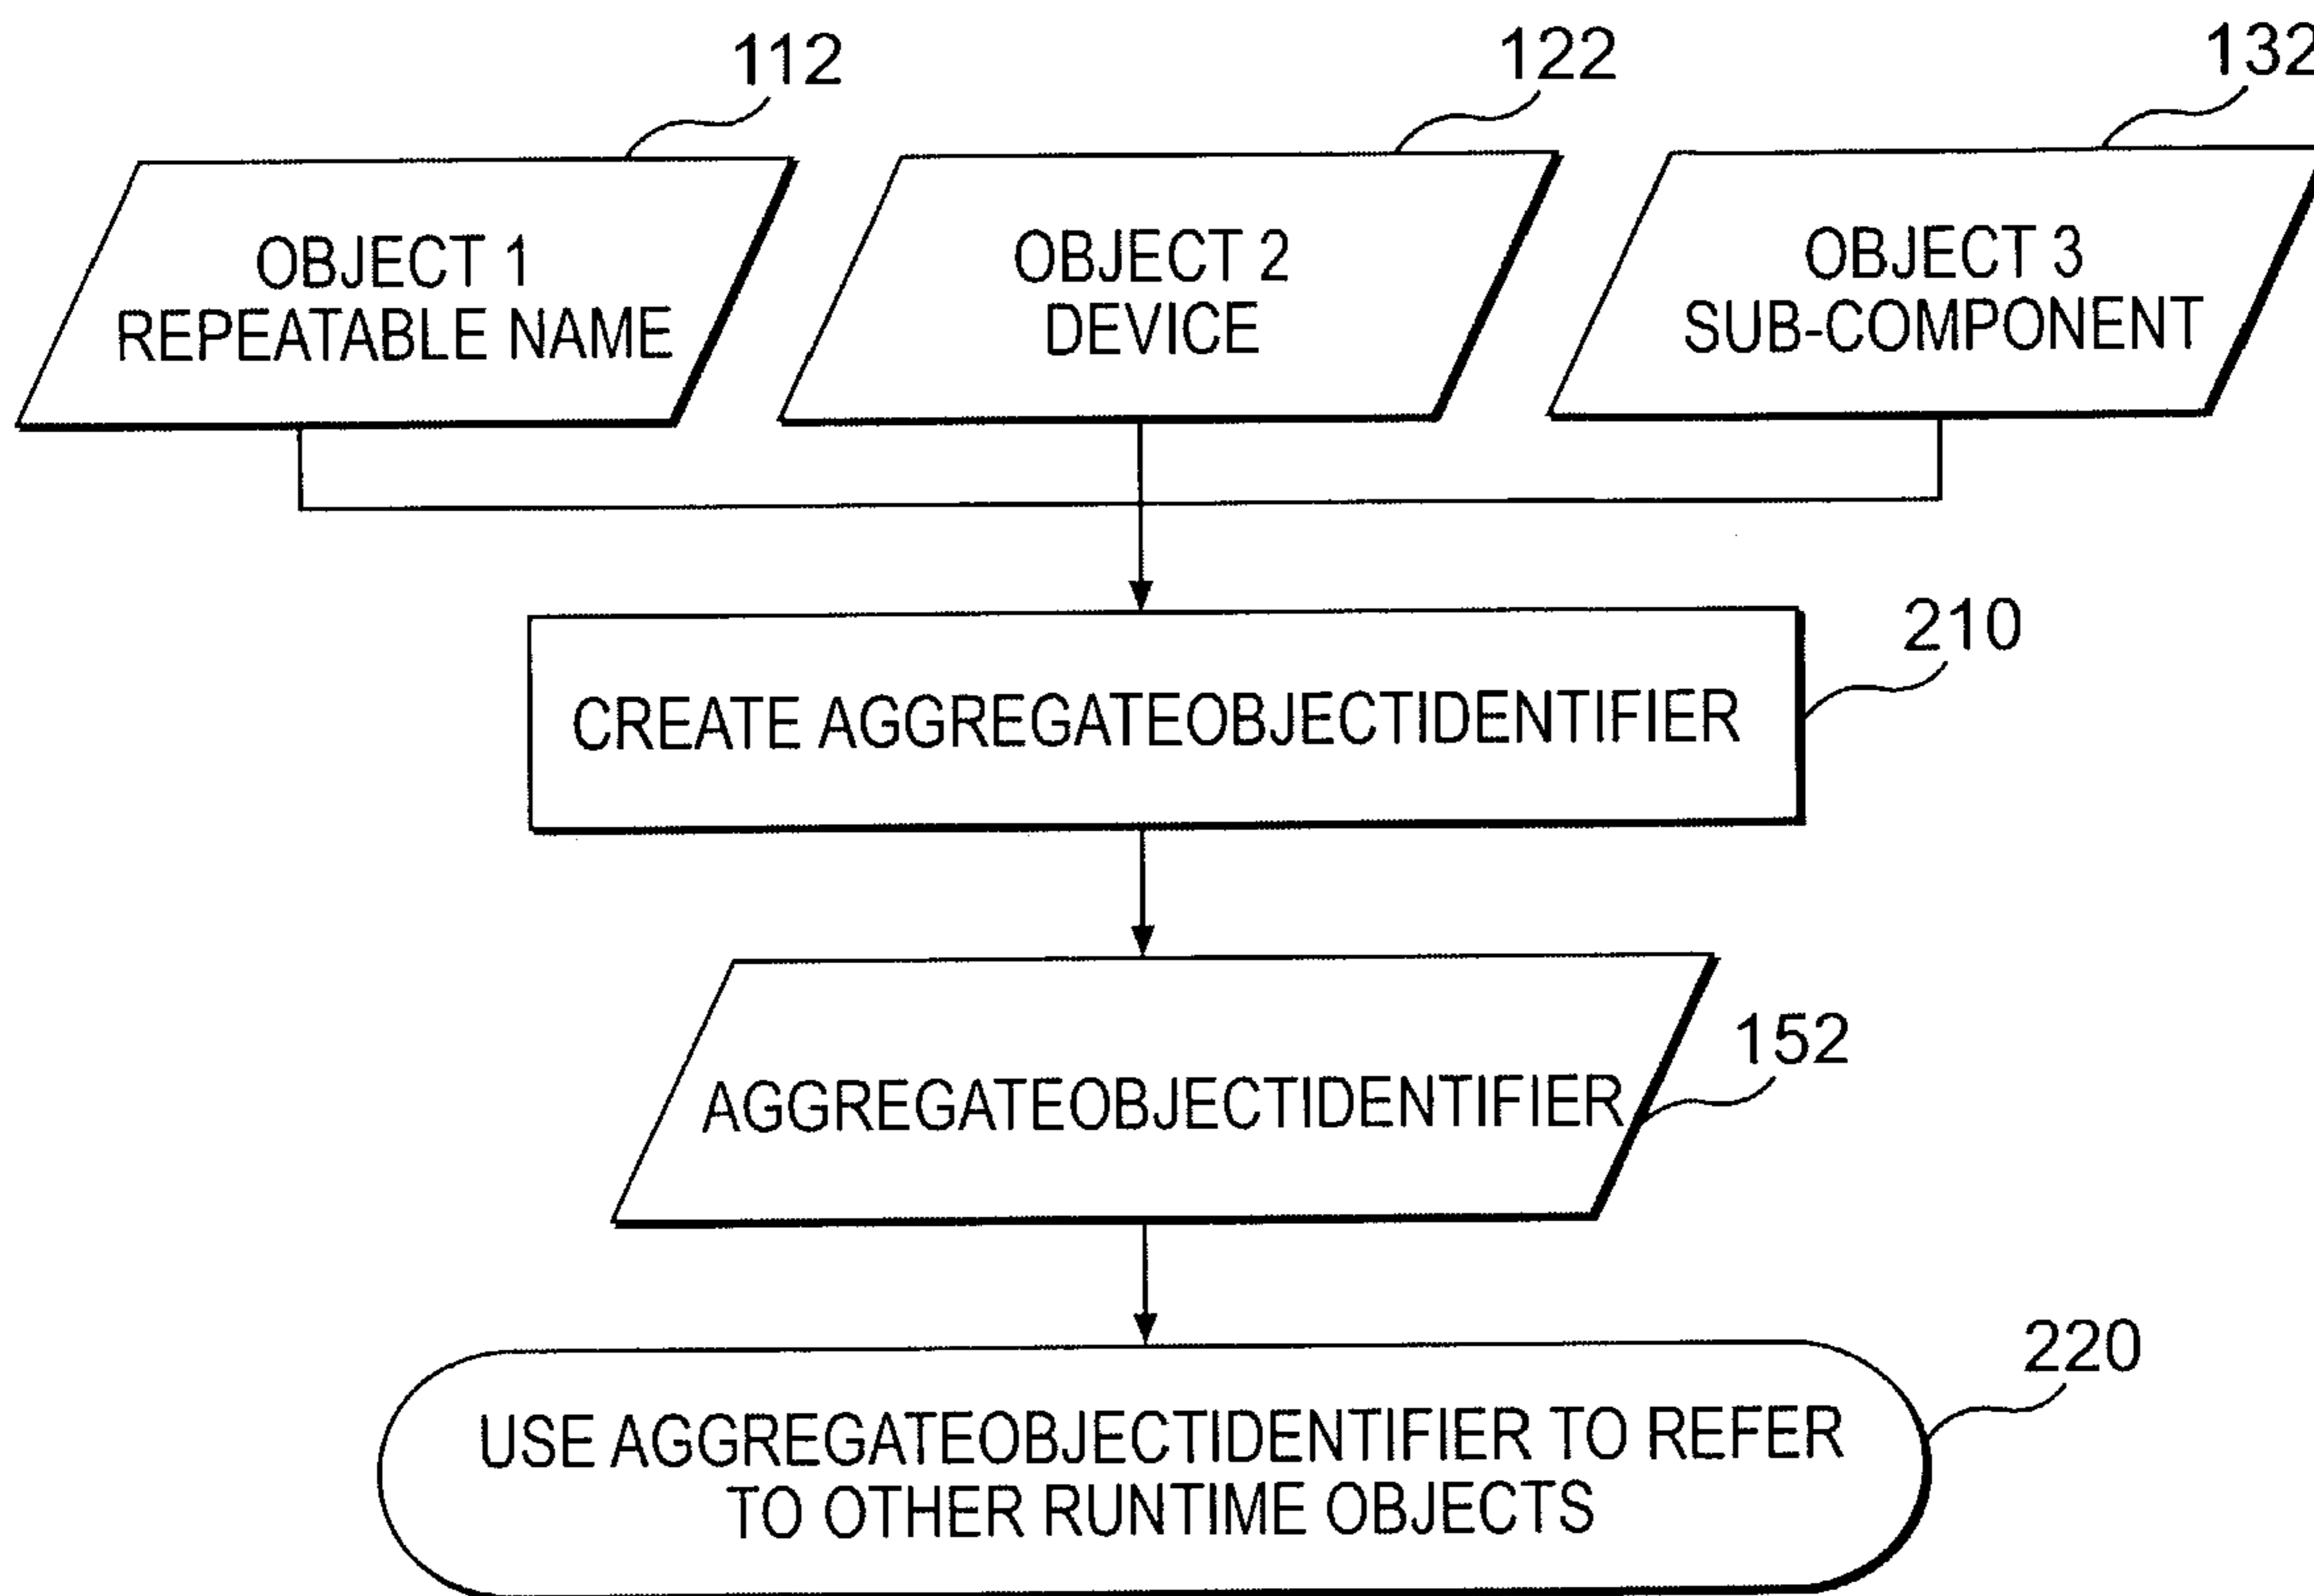 112
122
132
OBJECT 1
REPEATABLE NAME
OBJECT 2
DEVICE
OBJECT 3
SUB-COMPONENT
210
CREATE AGGREGATEOBJECTIDENTIFIER
152
AGGREGATEOBJECTIDENTIFIER
220
USE AGGREGATEOBJECTIDENTIFIER TO REFER
TO OTHER RUNTIME OBJECTS